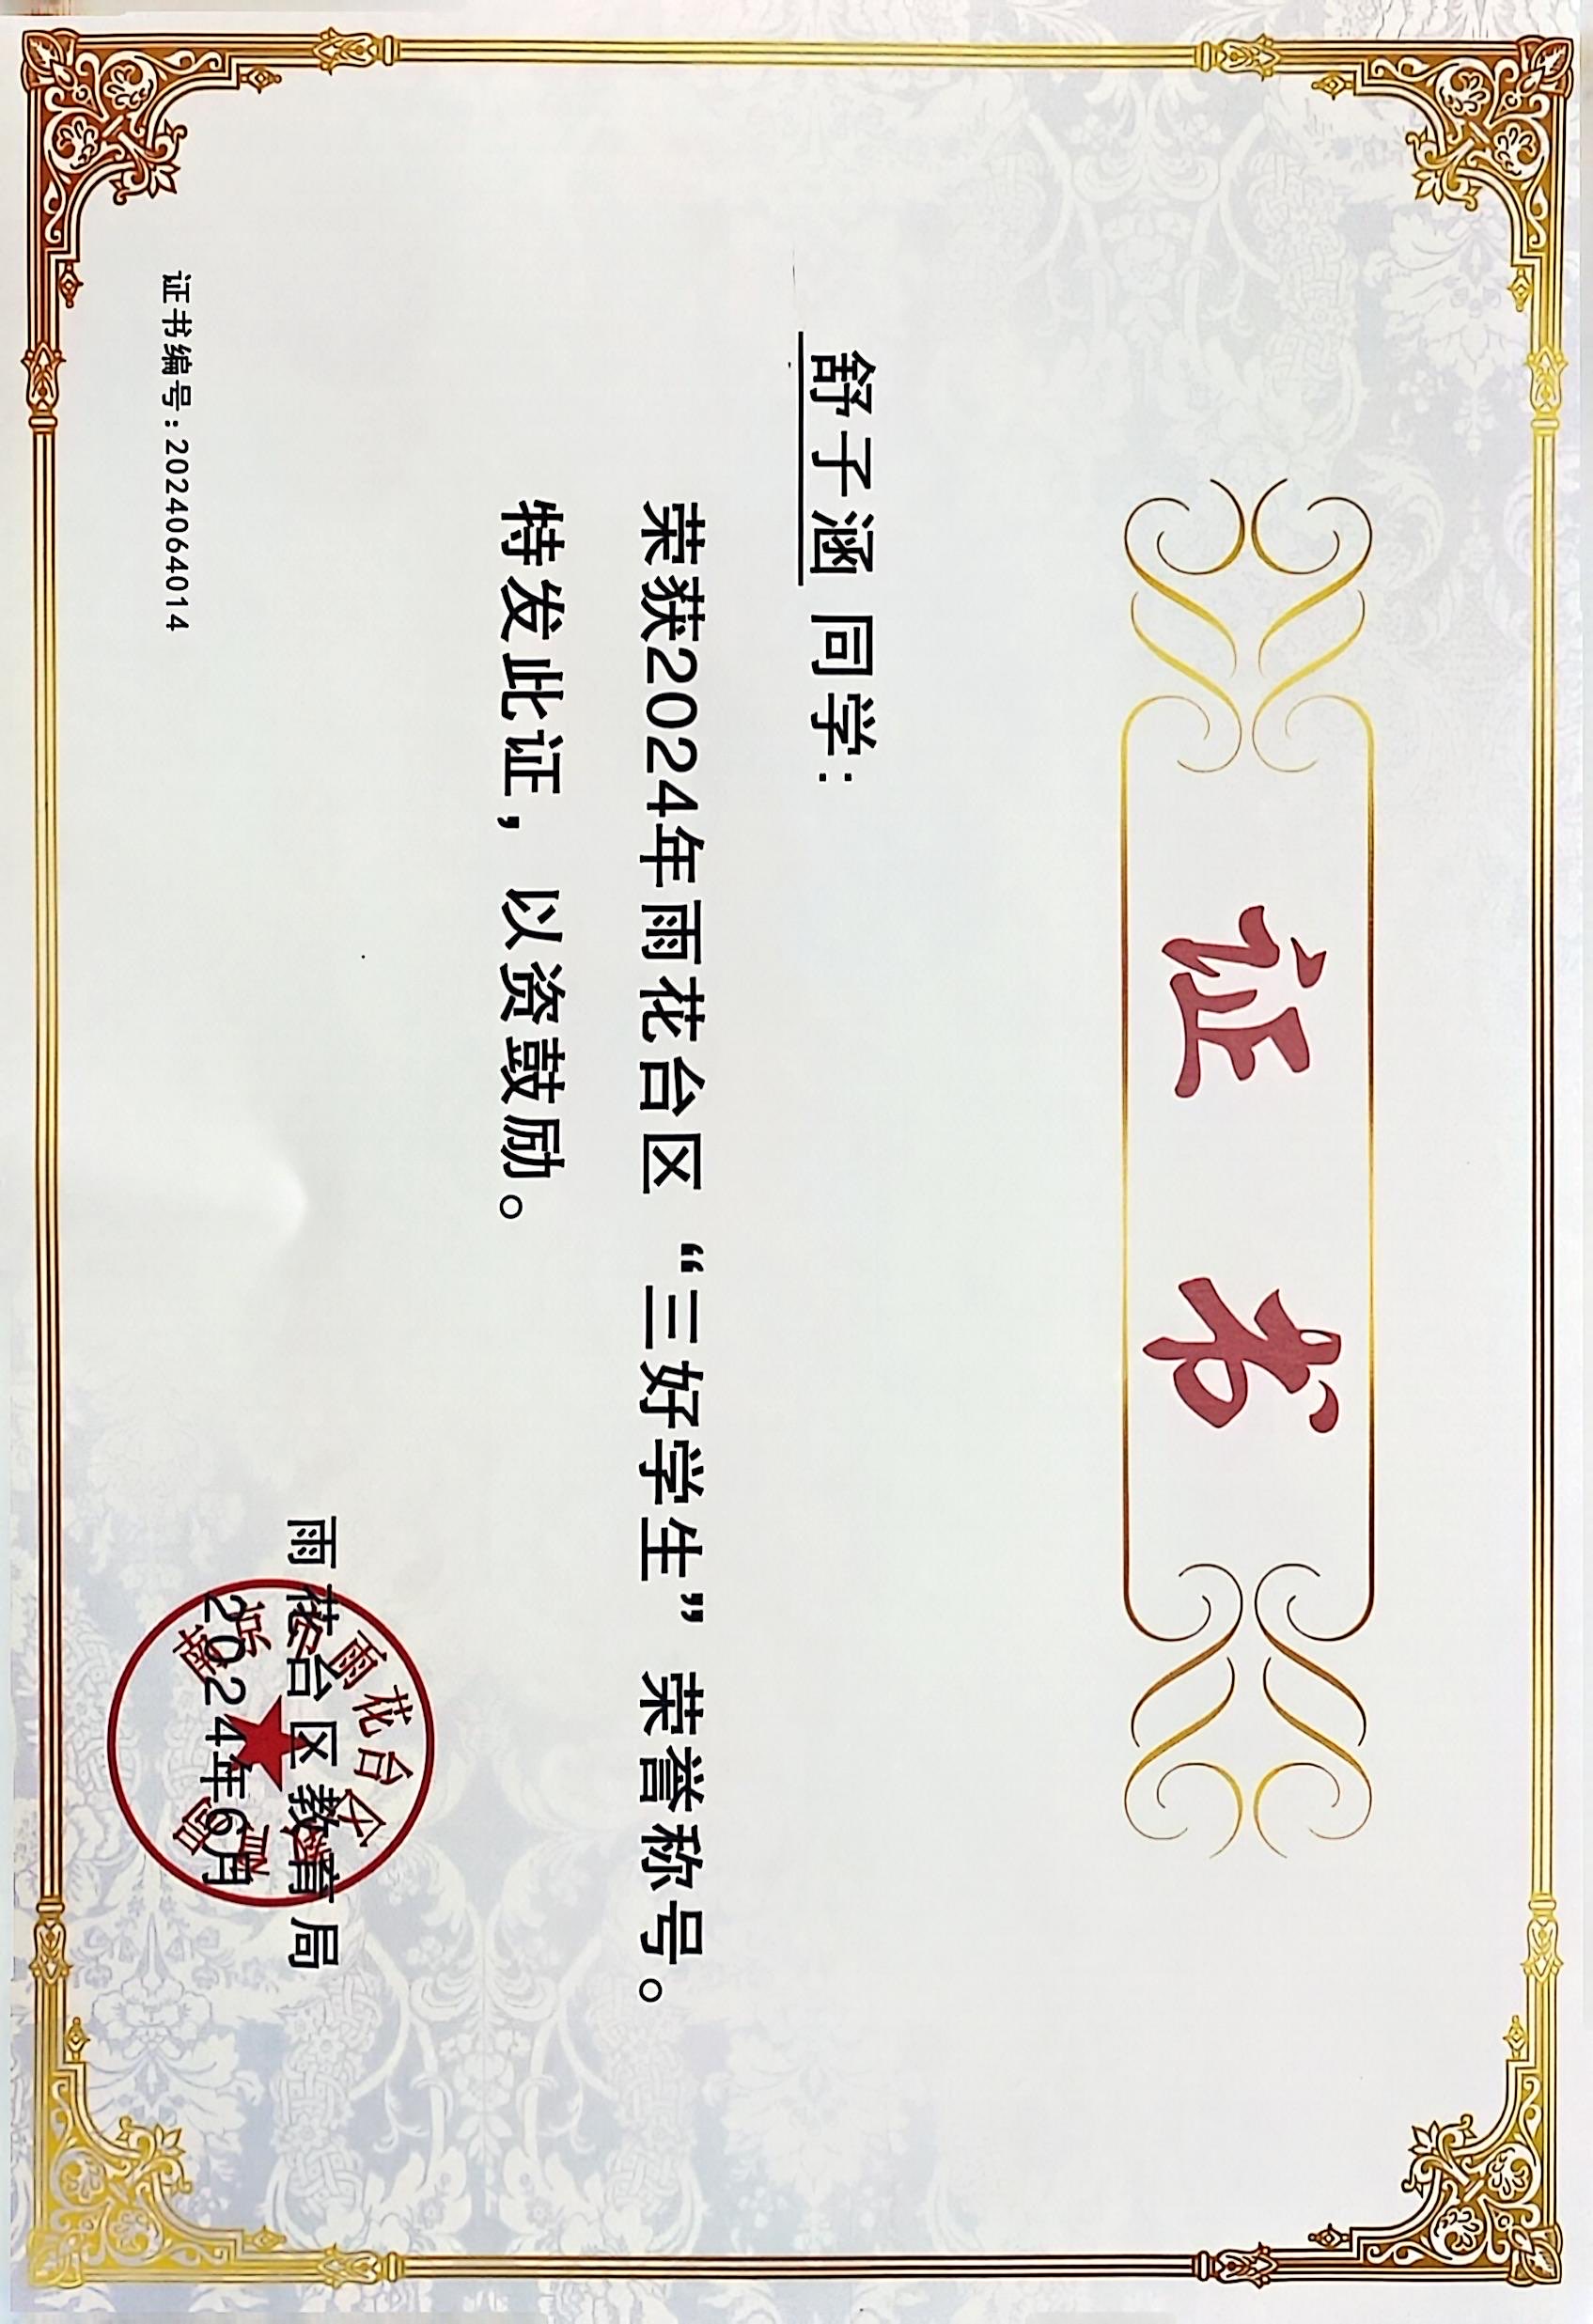 证书
舒子涵 同学：
荣获2024年雨花台区“三好学生”荣誉称号。
特发此证，以资鼓励。
雨花台区教育局
2024年6月
证书编号：2024064014